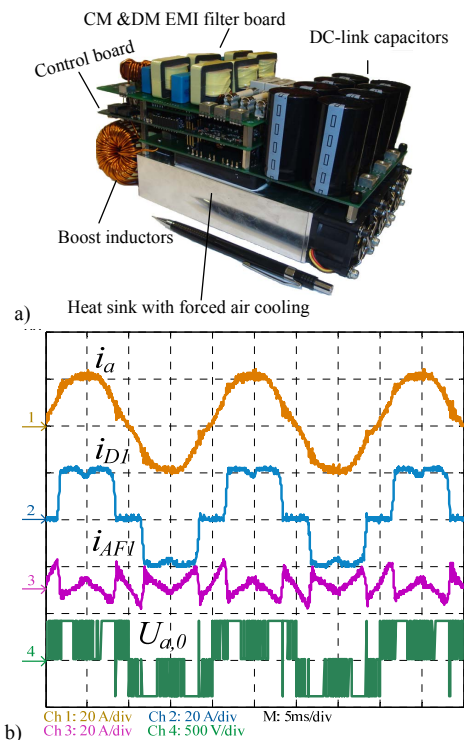 CM &DM EMI filter board
DC-link capacitors
Control board
Boost inductors
Heat sink with forced air cooling
a)
i_a
1
i_D1
2
i_AF1
3
U_a,0
4
b)
Ch 1: 20 A/div Ch 2: 20 A/div M: 5ms/div
Ch 3: 20 A/div Ch 4: 500 V/div